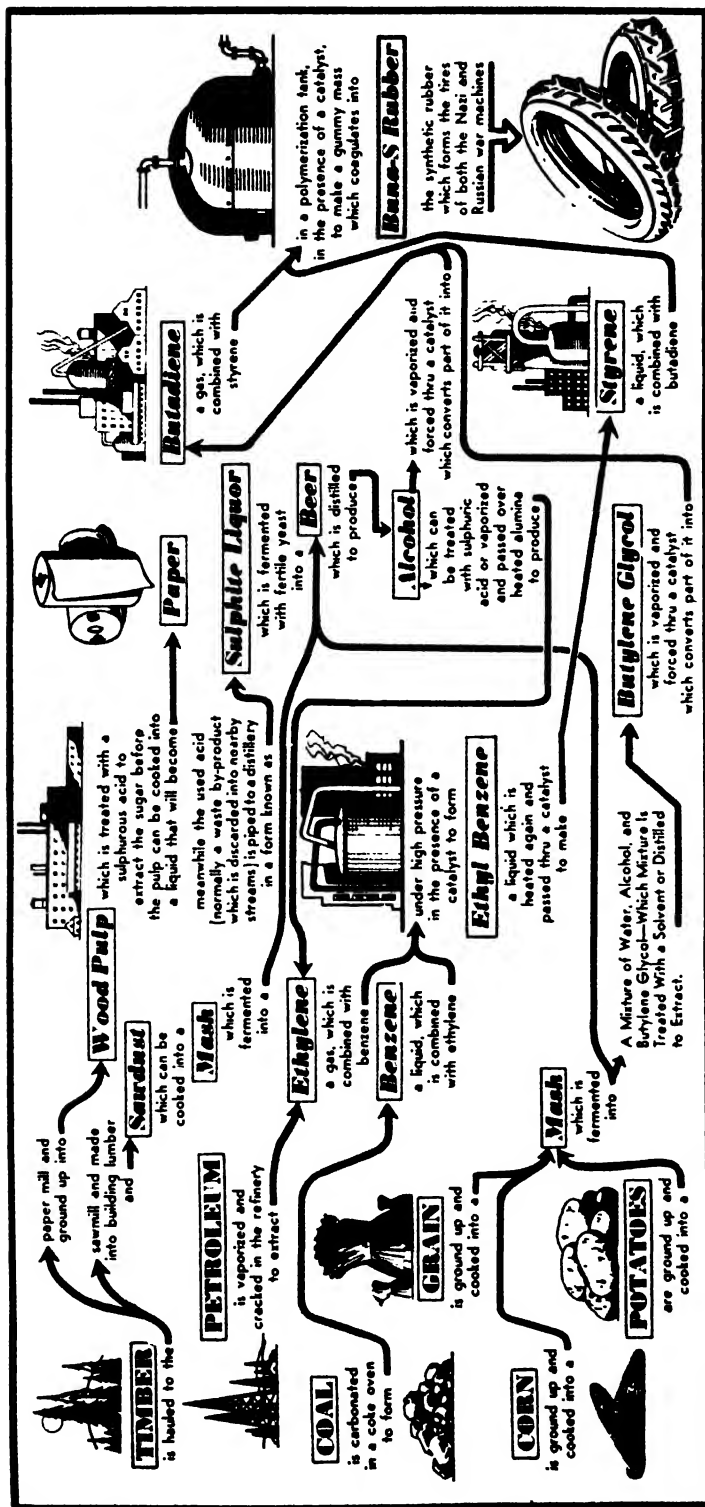 TIMBER
is hauled to the
paper mill and
ground up into
sawmill and made
into building lumber
and
Wood Pulp
which is treated with a
sulphurous acid to
extract the sugar before
the pulp can be cooked into
a liquid that will become
Paper
meanwhile the used acid
(normally a waste by-product
which is discarded into nearby
streams) is piped to a distillery
in a form known as
Sulphite Liquor
which is fermented
with fertile yeast
into a
Sawdust
which can be
cooked into a
Mash
which is
fermented
into a
Beer
which is distilled
to produce
Alcohol
which is vaporized and
forced thru a catalyst
which converts part of it into
which can
be treated
with sulphuric
acid or vaporized
and passed over
heated alumina
to produce
Butadiene
a gas, which is
combined with
styrene
in a polymerization tank,
in the presence of a catalyst,
to make a gummy mass
which coagulates into
Buna-S Rubber
the synthetic rubber
which forms the tires
of both the Nazi and
Russian war machines
PETROLEUM
is vaporized and
cracked in the refinery
to extract
Ethylene
a gas, which is
combined with
benzene
COAL
is carbonated
in a coke oven
to form
Benzene
a liquid, which
is combined
with ethylene
under high pressure
in the presence of a
catalyst to form
Ethyl Benzene
a liquid which is
heated again and
passed thru a catalyst
to make
Styrene
a liquid, which
is combined with
butadiene
GRAIN
is ground up and
cooked into a
CORN
is ground up and
cooked into a
POTATOES
are ground up and
cooked into a
Mash
which is
fermented
into
A Mixture of Water, Alcohol, and
Butylene Glycol—Which Mixture Is
Treated With a Solvent or Distilled
to Extract.
Butylene Glycol
which is vaporized and
forced thru a catalyst
which converts part of it into